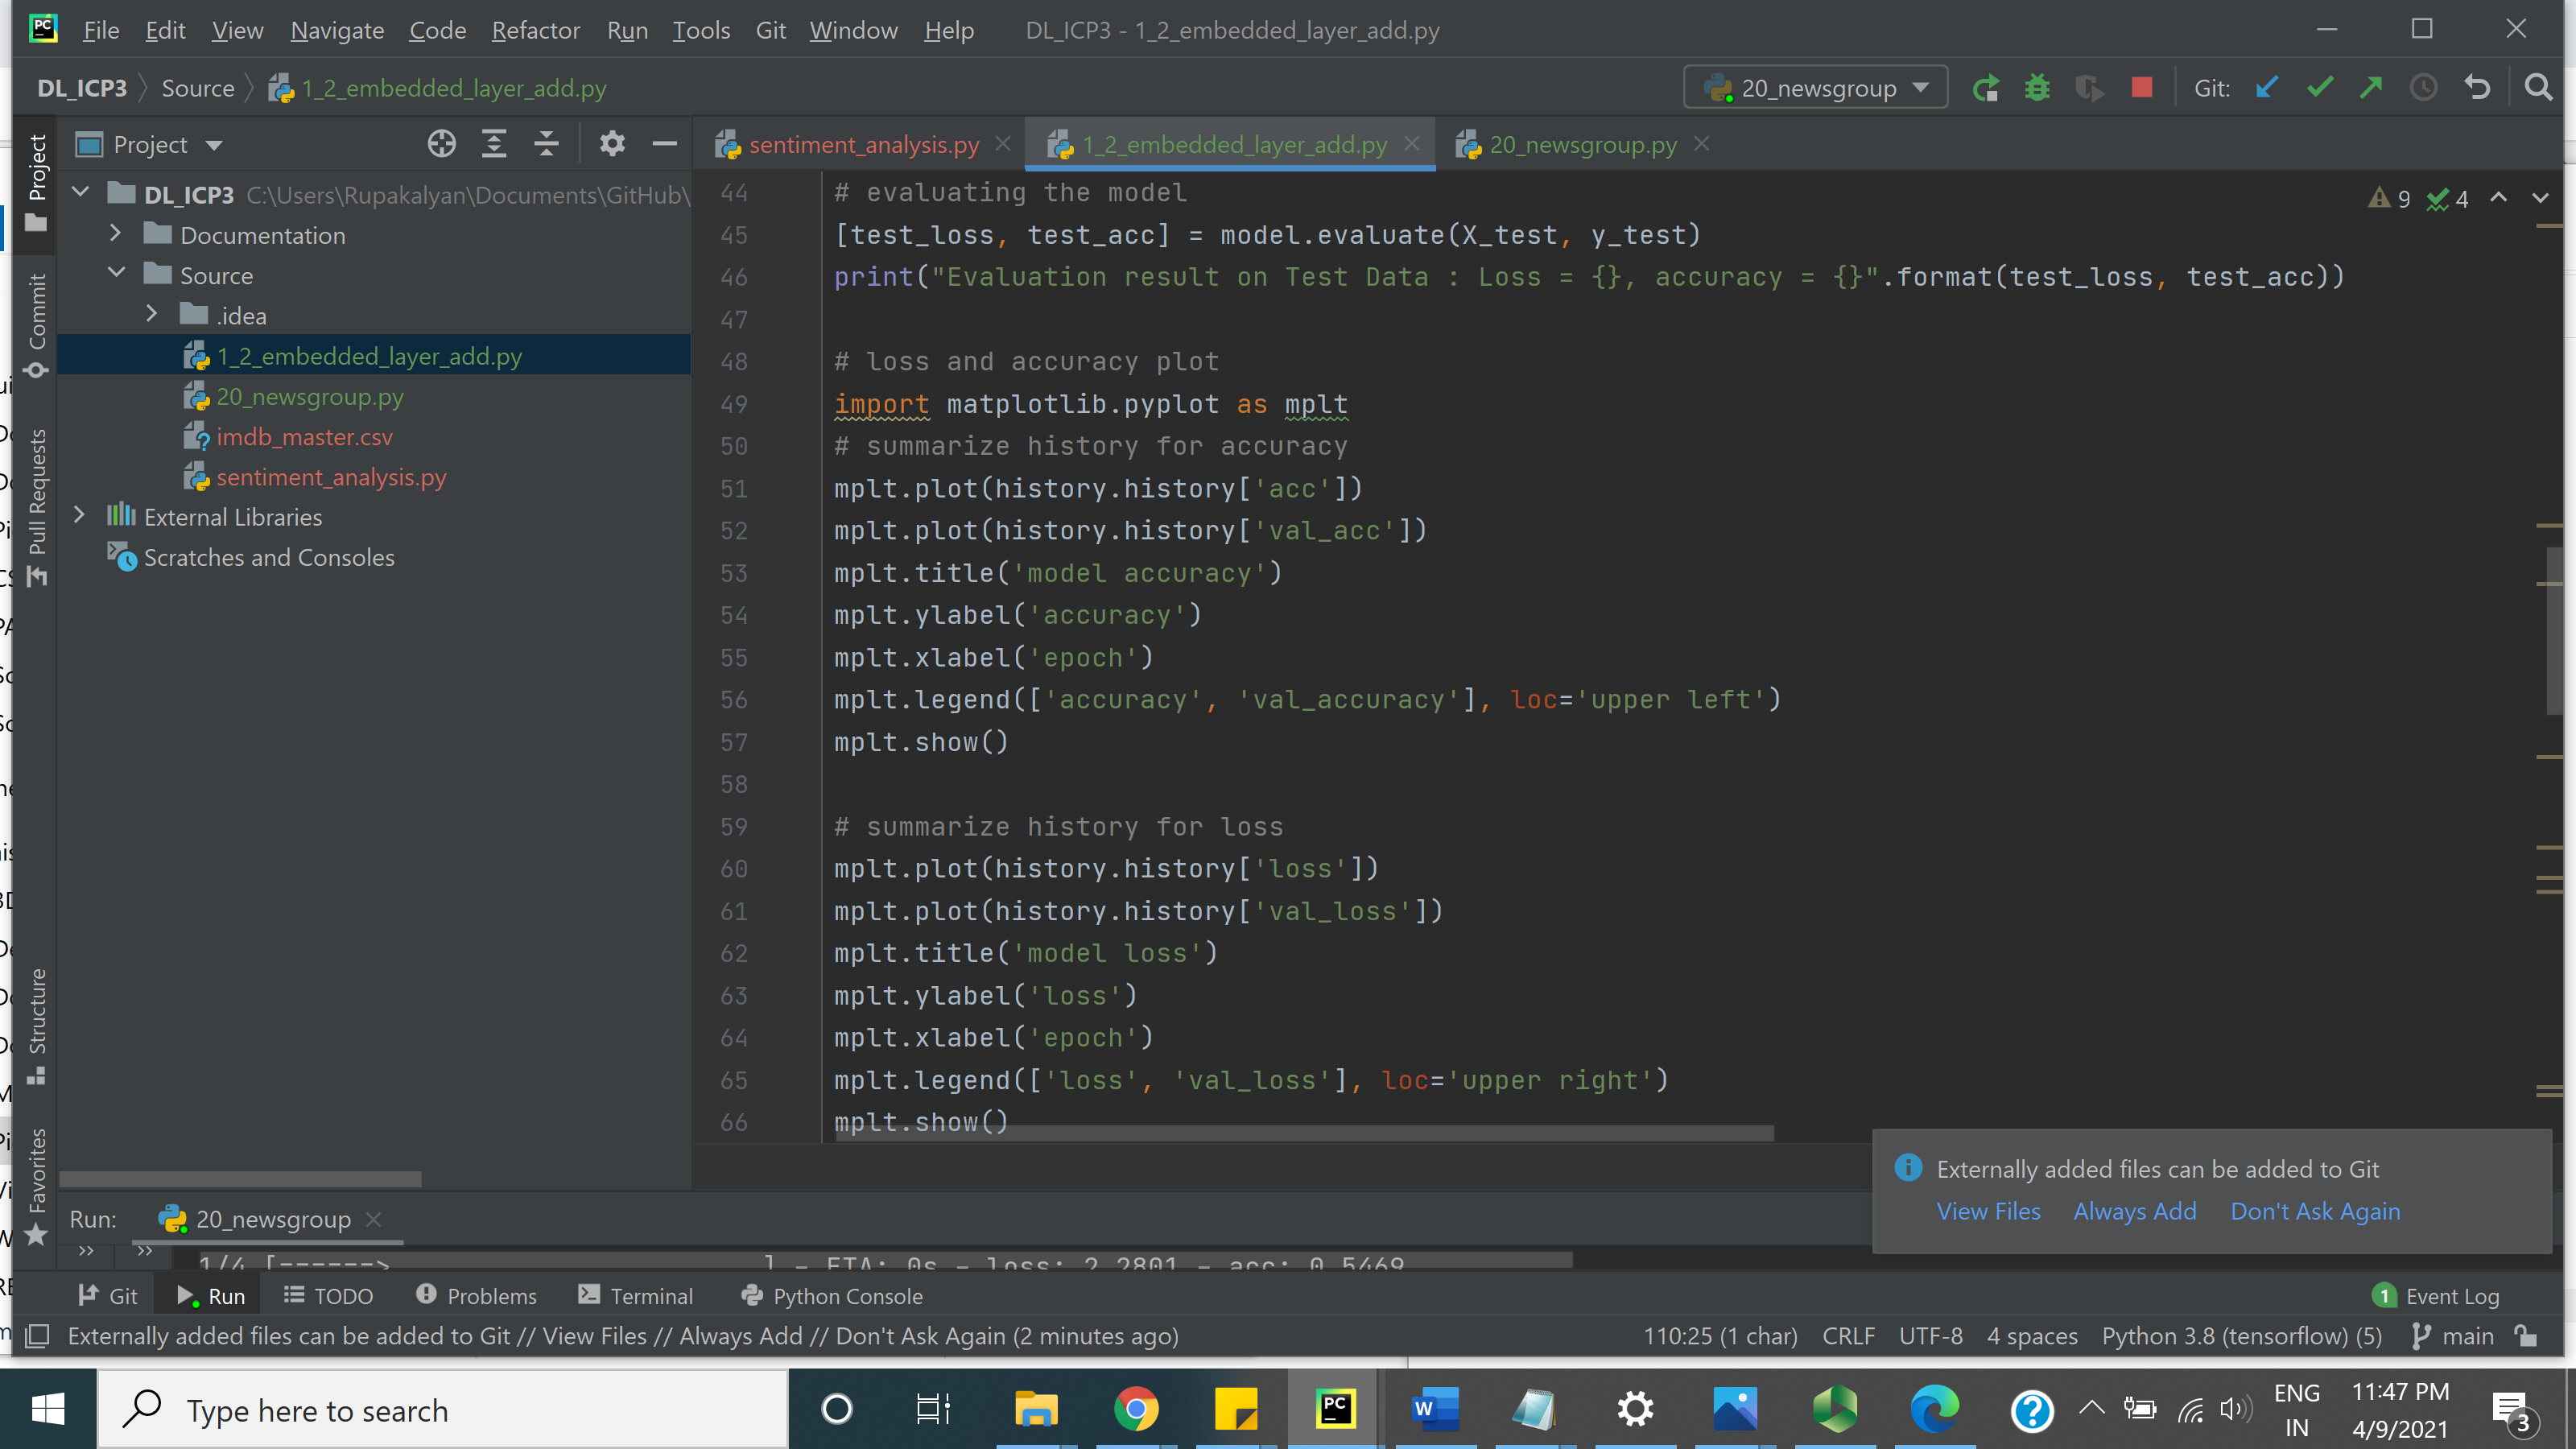 PC File Edit View Navigate Code Refactor Run Tools Git Window Help DL_ICP3 - 1_2_embedded_layer_add.py
DL_ICP3 Source 1_2_embedded_layer_add.py 20_newsgroup Git:
Project
sentiment_analysis.py 1_2_embedded_layer_add.py 20_newsgroup.py
DL_ICP3 C:\Users\Rupakalyan\Documents\GitHub\
Documentation
Source
.idea
1_2_embedded_layer_add.py
20_newsgroup.py
imdb_master.csv
sentiment_analysis.py
External Libraries
Scratches and Consoles
Project
Commit
Pull Requests
Structure
Favorites
9 4
44 # evaluating the model
45 [test_loss, test_acc] = model.evaluate(X_test, y_test)
46 print("Evaluation result on Test Data : Loss = {}, accuracy = {}".format(test_loss, test_acc))
47
48 # loss and accuracy plot
49 import matplotlib.pyplot as mplt
50 # summarize history for accuracy
51 mplt.plot(history.history['acc'])
52 mplt.plot(history.history['val_acc'])
53 mplt.title('model accuracy')
54 mplt.ylabel('accuracy')
55 mplt.xlabel('epoch')
56 mplt.legend(['accuracy', 'val_accuracy'], loc='upper left')
57 mplt.show()
58
59 # summarize history for loss
60 mplt.plot(history.history['loss'])
61 mplt.plot(history.history['val_loss'])
62 mplt.title('model loss')
63 mplt.ylabel('loss')
64 mplt.xlabel('epoch')
65 mplt.legend(['loss', 'val_loss'], loc='upper right')
66 mplt.show()
Externally added files can be added to Git
View Files Always Add Don't Ask Again
Run: 20_newsgroup
1/4 [------> ] - ETA: 0s - loss: 2.2801 - acc: 0.5469
Git Run TODO Problems Terminal Python Console 1 Event Log
Externally added files can be added to Git // View Files // Always Add // Don't Ask Again (2 minutes ago) 110:25 (1 char) CRLF UTF-8 4 spaces Python 3.8 (tensorflow) (5) main
Type here to search
PC
W
ENG
IN
11:47 PM
4/9/2021
3